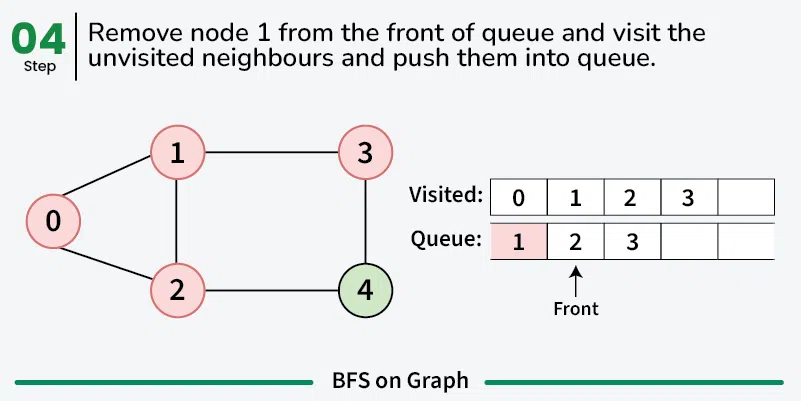 04
Step
Remove node 1 from the front of queue and visit the
unvisited neighbours and push them into queue.
1
3
0
2
4
Visited: 0 1 2 3
Queue: 1 2 3
Front
BFS on Graph